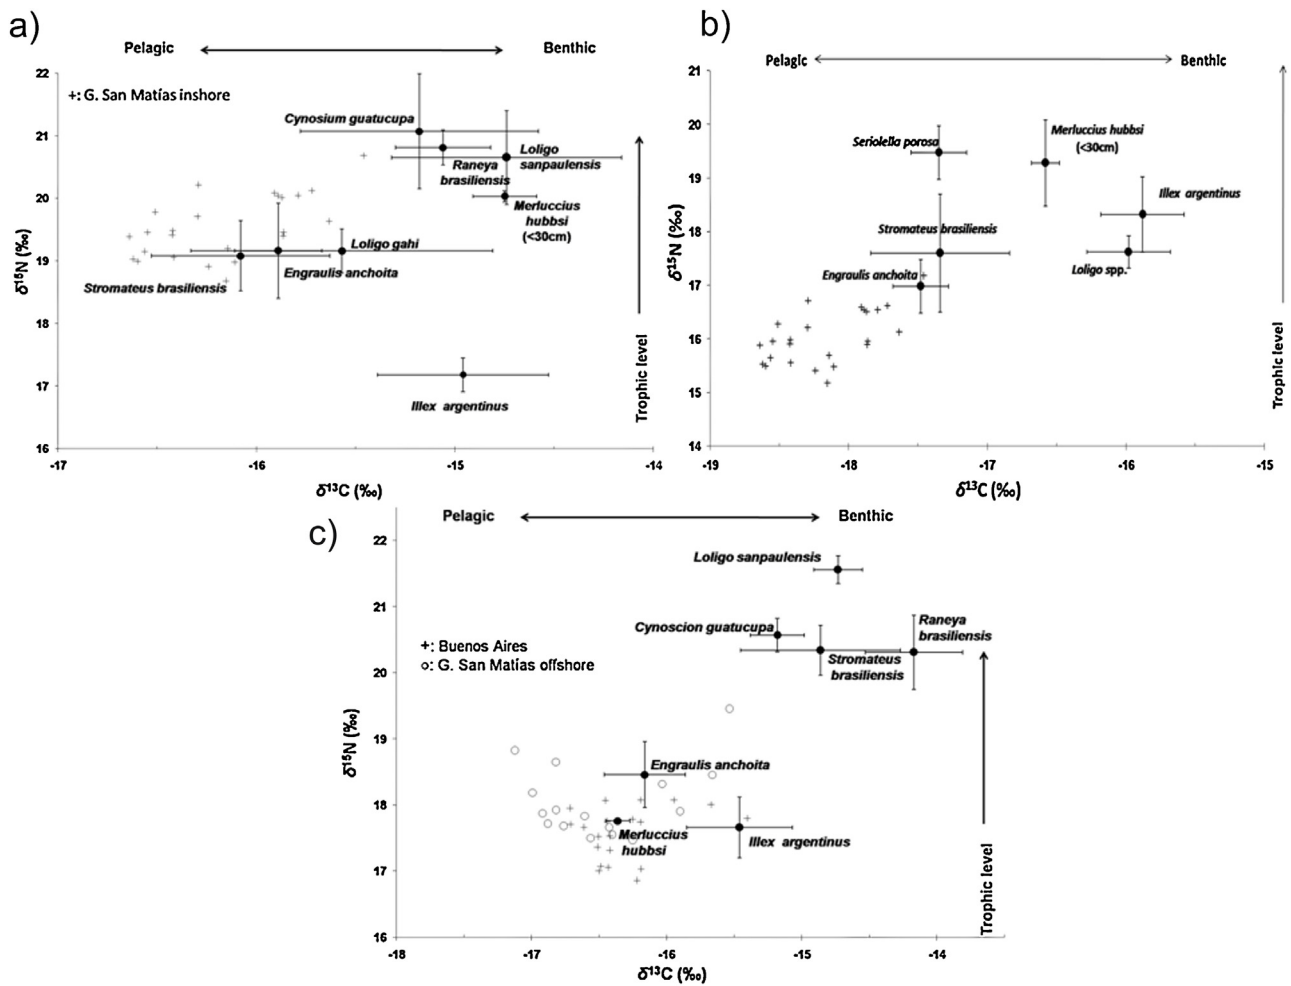 a)
Pelagic
Benthic
22
+: G. San Matías inshore
Cynosium guatucupa
21
Loligo
sanpaulensis
Raneya
brasiliensis
20
Merluccius
hubbsi
(<30cm)
Loligo gahi
19
Engraulis anchoita
Stromateus brasiliensis
18
17
Illex argentinus
16
-17
-16
-15
-14
δ¹⁵N (‰)
δ¹³C (‰)
Trophic level
b)
Pelagic
Benthic
21
20
Merluccius hubbsi
(<30cm)
Seriolella porosa
19
Illex argentinus
18
Stromateus brasiliensis
Loligo spp.
Engraulis anchoita
17
16
15
14
-19
-18
-17
-16
-15
δ¹⁵N (‰)
δ¹³C (‰)
Trophic level
c)
Pelagic
Benthic
22
Loligo sanpaulensis
21
Cynoscion guatucupa
Raneya
brasiliensis
+: Buenos Aires
○: G. San Matías offshore
Stromateus
brasiliensis
20
19
Engraulis anchoita
18
Merluccius
hubbsi
Illex argentinus
17
16
-18
-17
-16
-15
-14
δ¹⁵N (‰)
δ¹³C (‰)
Trophic level